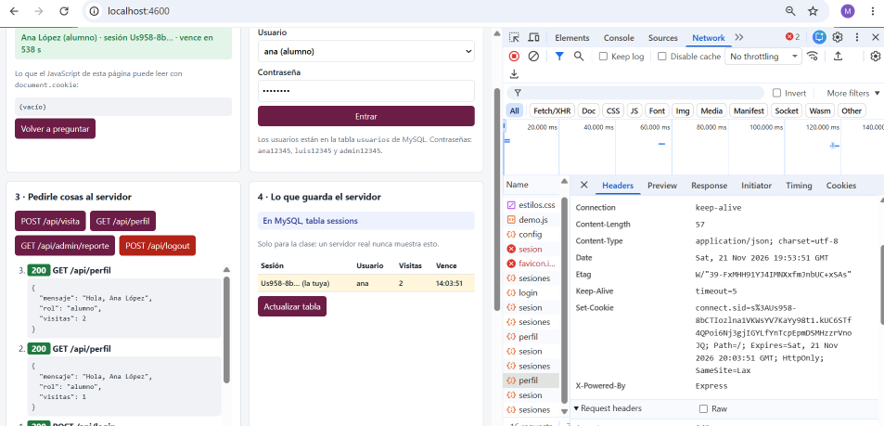 localhost:4600
M
Ana López (alumno) · sesión Us958-8b… · vence en
538 s
Lo que el JavaScript de esta página puede leer con
document.cookie:
(vacío)
Volver a preguntar
Usuario
ana (alumno)
Contraseña
••••••••
Entrar
Los usuarios están en la tabla usuarios de MySQL. Contraseñas:
ana12345, luis12345 y admin12345.
3 · Pedirle cosas al servidor
POST /api/visita
GET /api/perfil
GET /api/admin/reporte
POST /api/logout
3. 200 GET /api/perfil
{
"mensaje": "Hola, Ana López",
"rol": "alumno",
"visitas": 2
}
2. 200 GET /api/perfil
{
"mensaje": "Hola, Ana López",
"rol": "alumno",
"visitas": 1
}
4 · Lo que guarda el servidor
En MySQL, tabla sessions
Solo para la clase: un servidor real nunca muestra esto.
Sesión Usuario Visitas Vence
Us958-8b… (la tuya) ana 2 14:03:51
Actualizar tabla
Elements Console Sources Network 2
Keep log Disable cache No throttling
Invert More filters
All Fetch/XHR Doc CSS JS Font Img Media Manifest Socket Wasm Other
20.000 ms 40.000 ms 60.000 ms 80.000 ms 100.000 ms 120.000 ms 140.000
Name
estilos.css
demo.js
config
sesion
favicon.i...
sesiones
login
sesion
sesiones
perfil
sesion
sesiones
perfil
sesion
sesiones
Headers Preview Response Initiator Timing Cookies
Connection keep-alive
Content-Length 57
Content-Type application/json; charset=utf-8
Date Sat, 21 Nov 2026 19:53:51 GMT
Etag W/"39-FxMHH91YJ4IMNXxfmJnbUC+XSAs"
Keep-Alive timeout=5
Set-Cookie connect.sid=s%3AUs958-
8bCTIozlna1VKWsYV7KaYy98t1.kUC6STf
4QPoi6Nj3gjIGYLfYnTcpEpmDSMHzzrVno
JQ; Path=/; Expires=Sat, 21 Nov
2026 20:03:51 GMT; HttpOnly;
SameSite=Lax
X-Powered-By Express
Request headers Raw